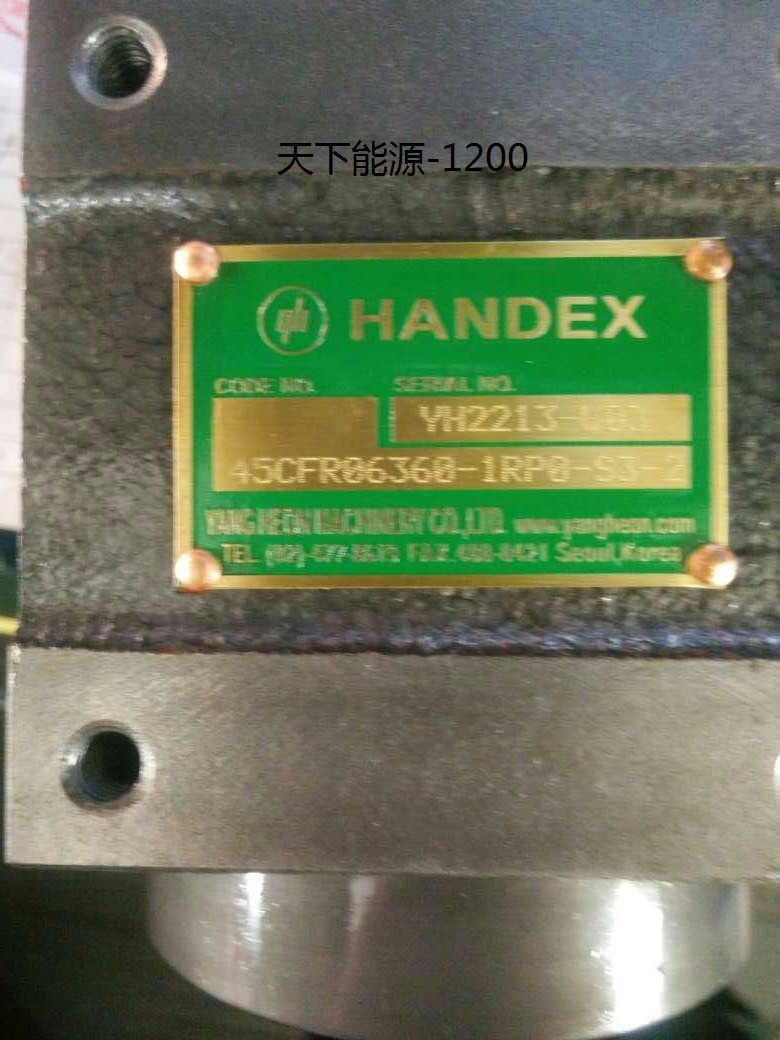 天下能源-1200
HANDEX
CODE NO. SERIAL NO.
YH2213-
45CFR06360-1RP0-S3-2
YANG HEON MACHINERY CO., LTD. www.yangheon.com
TEL. Seoul, Korea